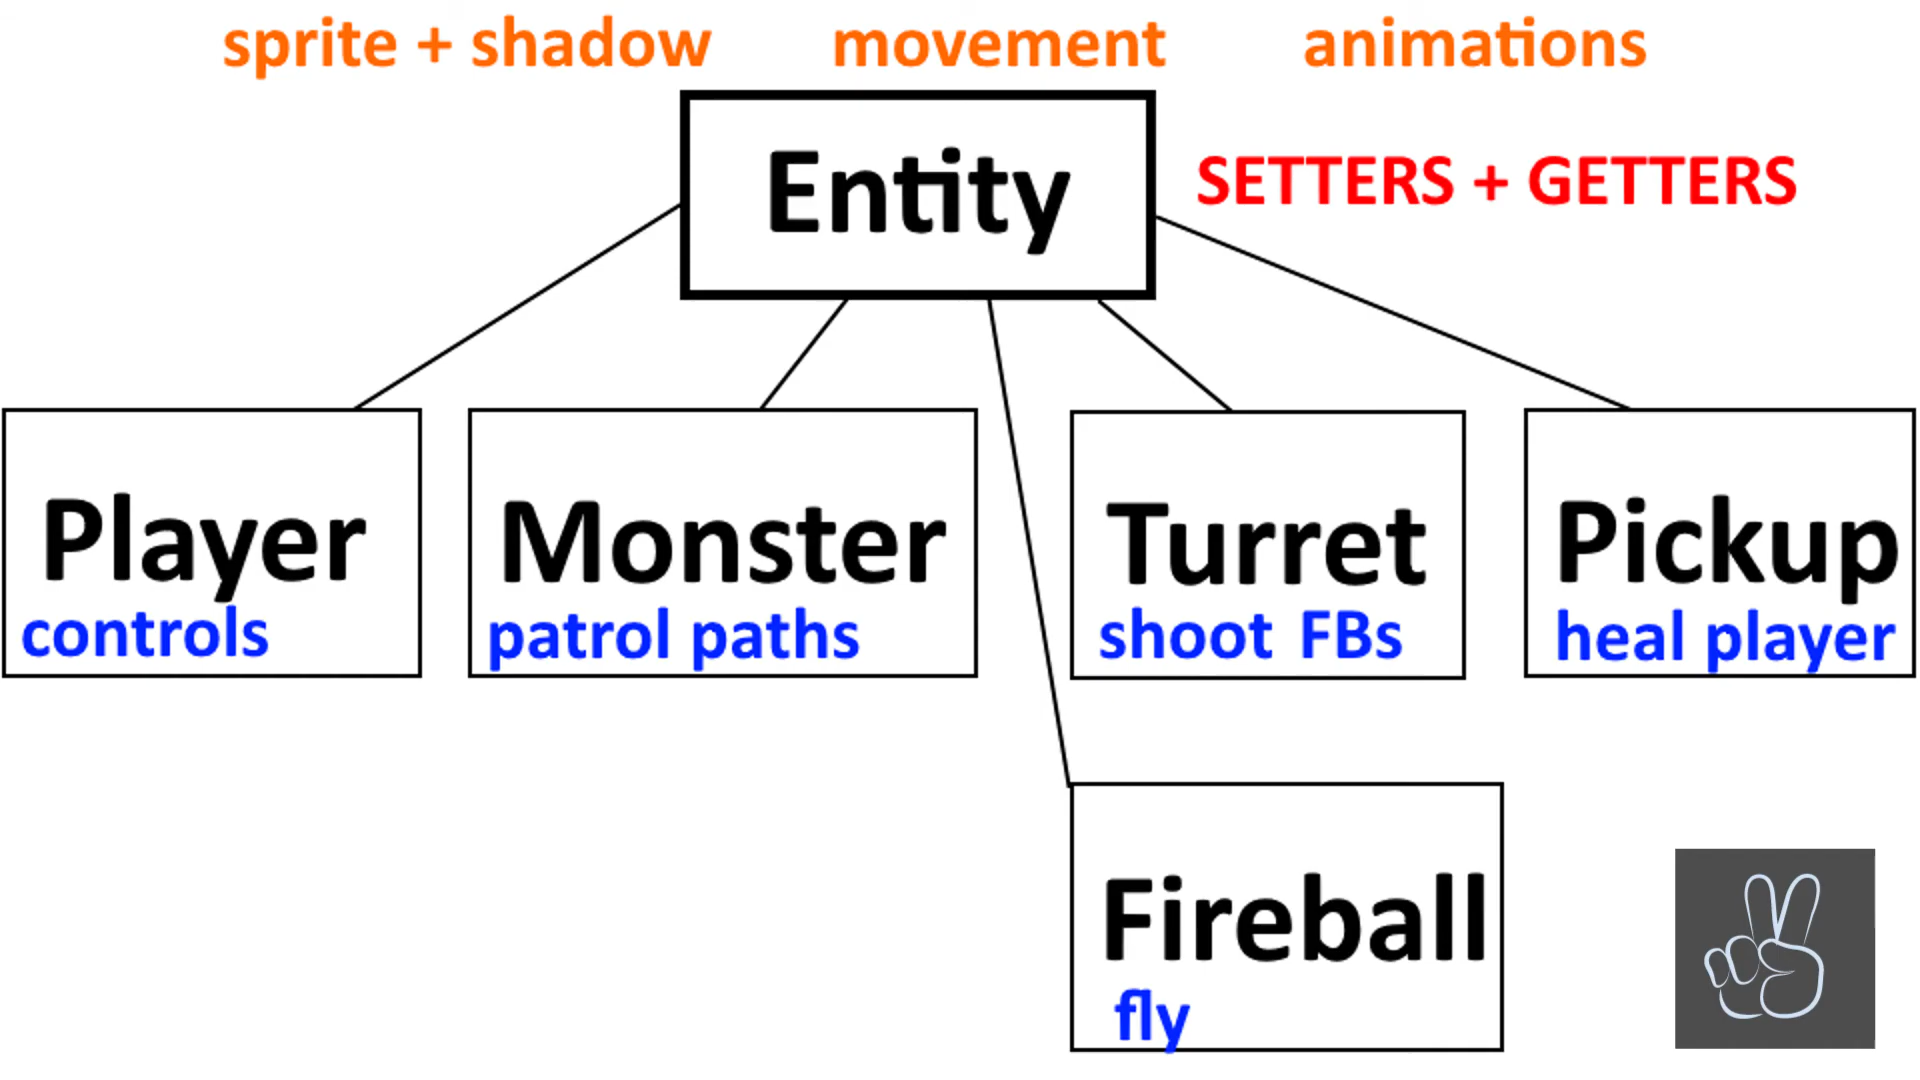 sprite + shadow movement animations
Entity
SETTERS + GETTERS
Player
controls
Monster
patrol paths
Turret
shoot FBs
Pickup
heal player
Fireball
fly